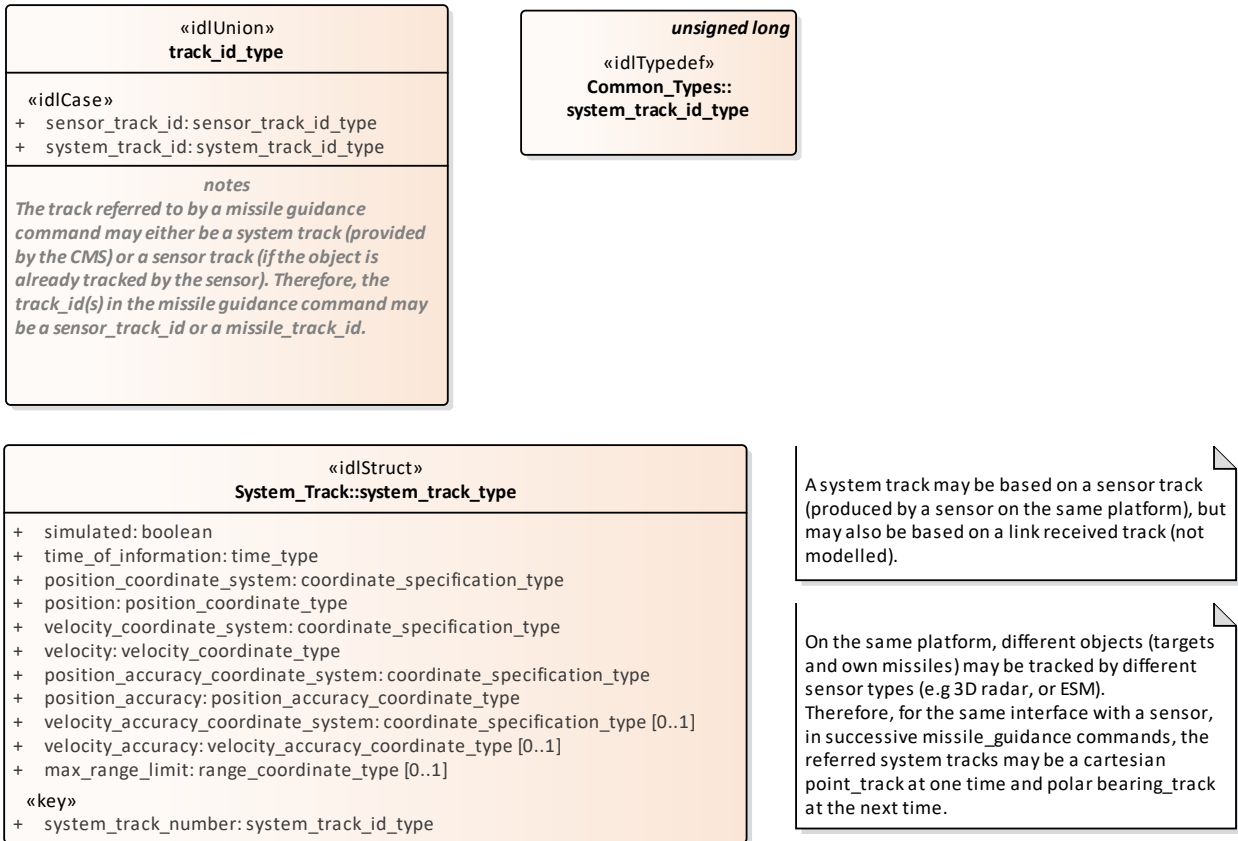 «idlUnion»
track_id_type
«idlCase»
+ sensor_track_id: sensor_track_id_type
+ system_track_id: system_track_id_type
notes
The track referred to by a missile guidance
command may either be a system track (provided
by the CMS) or a sensor track (if the object is
already tracked by the sensor). Therefore, the
track_id(s) in the missile guidance command may
be a sensor_track_id or a missile_track_id.
unsigned long
«idlTypedef»
Common_Types::
system_track_id_type
«idlStruct»
System_Track::system_track_type
+ simulated: boolean
+ time_of_information: time_type
+ position_coordinate_system: coordinate_specification_type
+ position: position_coordinate_type
+ velocity_coordinate_system: coordinate_specification_type
+ velocity: velocity_coordinate_type
+ position_accuracy_coordinate_system: coordinate_specification_type
+ position_accuracy: position_accuracy_coordinate_type
+ velocity_accuracy_coordinate_system: coordinate_specification_type [0..1]
+ velocity_accuracy: velocity_accuracy_coordinate_type [0..1]
+ max_range_limit: range_coordinate_type [0..1]
«key»
+ system_track_number: system_track_id_type
A system track may be based on a sensor track
(produced by a sensor on the same platform), but
may also be based on a link received track (not
modelled).
On the same platform, different objects (targets
and own missiles) may be tracked by different
sensor types (e.g 3D radar, or ESM).
Therefore, for the same interface with a sensor,
in successive missile_guidance commands, the
referred system tracks may be a cartesian
point_track at one time and polar bearing_track
at the next time.